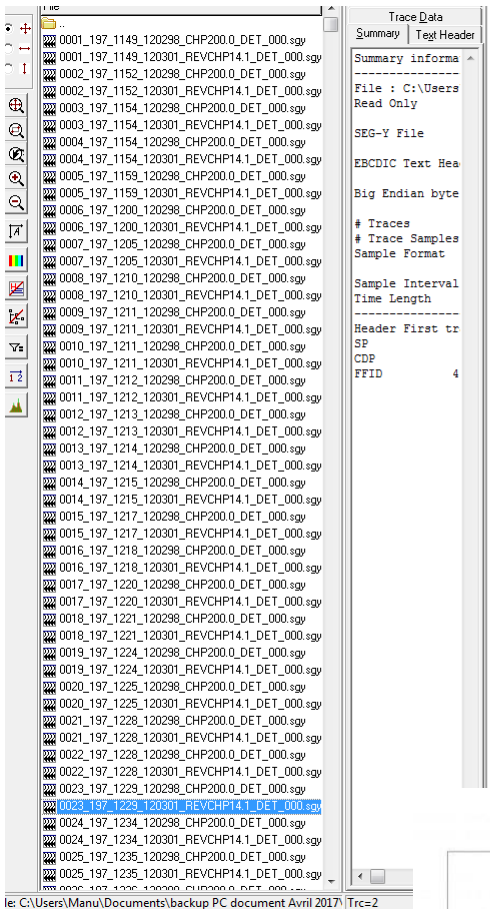 File
..
0001_197_1149_120298_CHP200.0_DET_000.sgy
0001_197_1149_120301_REVCHP14.1_DET_000.sgy
0002_197_1152_120298_CHP200.0_DET_000.sgy
0002_197_1152_120301_REVCHP14.1_DET_000.sgy
0003_197_1154_120298_CHP200.0_DET_000.sgy
0003_197_1154_120301_REVCHP14.1_DET_000.sgy
0004_197_1154_120298_CHP200.0_DET_000.sgy
0004_197_1154_120301_REVCHP14.1_DET_000.sgy
0005_197_1159_120298_CHP200.0_DET_000.sgy
0005_197_1159_120301_REVCHP14.1_DET_000.sgy
0006_197_1200_120298_CHP200.0_DET_000.sgy
0006_197_1200_120301_REVCHP14.1_DET_000.sgy
0007_197_1205_120298_CHP200.0_DET_000.sgy
0007_197_1205_120301_REVCHP14.1_DET_000.sgy
0008_197_1210_120298_CHP200.0_DET_000.sgy
0008_197_1210_120301_REVCHP14.1_DET_000.sgy
0009_197_1211_120298_CHP200.0_DET_000.sgy
0009_197_1211_120301_REVCHP14.1_DET_000.sgy
0010_197_1211_120298_CHP200.0_DET_000.sgy
0010_197_1211_120301_REVCHP14.1_DET_000.sgy
0011_197_1212_120298_CHP200.0_DET_000.sgy
0011_197_1212_120301_REVCHP14.1_DET_000.sgy
0012_197_1213_120298_CHP200.0_DET_000.sgy
0012_197_1213_120301_REVCHP14.1_DET_000.sgy
0013_197_1214_120298_CHP200.0_DET_000.sgy
0013_197_1214_120301_REVCHP14.1_DET_000.sgy
0014_197_1215_120298_CHP200.0_DET_000.sgy
0014_197_1215_120301_REVCHP14.1_DET_000.sgy
0015_197_1217_120298_CHP200.0_DET_000.sgy
0015_197_1217_120301_REVCHP14.1_DET_000.sgy
0016_197_1218_120298_CHP200.0_DET_000.sgy
0016_197_1218_120301_REVCHP14.1_DET_000.sgy
0017_197_1220_120298_CHP200.0_DET_000.sgy
0017_197_1220_120301_REVCHP14.1_DET_000.sgy
0018_197_1221_120298_CHP200.0_DET_000.sgy
0018_197_1221_120301_REVCHP14.1_DET_000.sgy
0019_197_1224_120298_CHP200.0_DET_000.sgy
0019_197_1224_120301_REVCHP14.1_DET_000.sgy
0020_197_1225_120298_CHP200.0_DET_000.sgy
0020_197_1225_120301_REVCHP14.1_DET_000.sgy
0021_197_1228_120298_CHP200.0_DET_000.sgy
0021_197_1228_120301_REVCHP14.1_DET_000.sgy
0022_197_1228_120298_CHP200.0_DET_000.sgy
0022_197_1228_120301_REVCHP14.1_DET_000.sgy
0023_197_1229_120298_CHP200.0_DET_000.sgy
0023_197_1229_120301_REVCHP14.1_DET_000.sgy
0024_197_1234_120298_CHP200.0_DET_000.sgy
0024_197_1234_120301_REVCHP14.1_DET_000.sgy
0025_197_1235_120298_CHP200.0_DET_000.sgy
0025_197_1235_120301_REVCHP14.1_DET_000.sgy
Trace Data
Summary Text Header
Summary informa
---------------
File : C:\Users
Read Only
SEG-Y File
EBCDIC Text Hea
Big Endian byte
# Traces
# Trace Samples
Sample Format
Sample Interval
Time Length
---------------
Header First tr
SP
CDP
FFID 4
1 2
le: C:\Users\Manu\Documents\backup PC document Avril 2017\ Trc=2